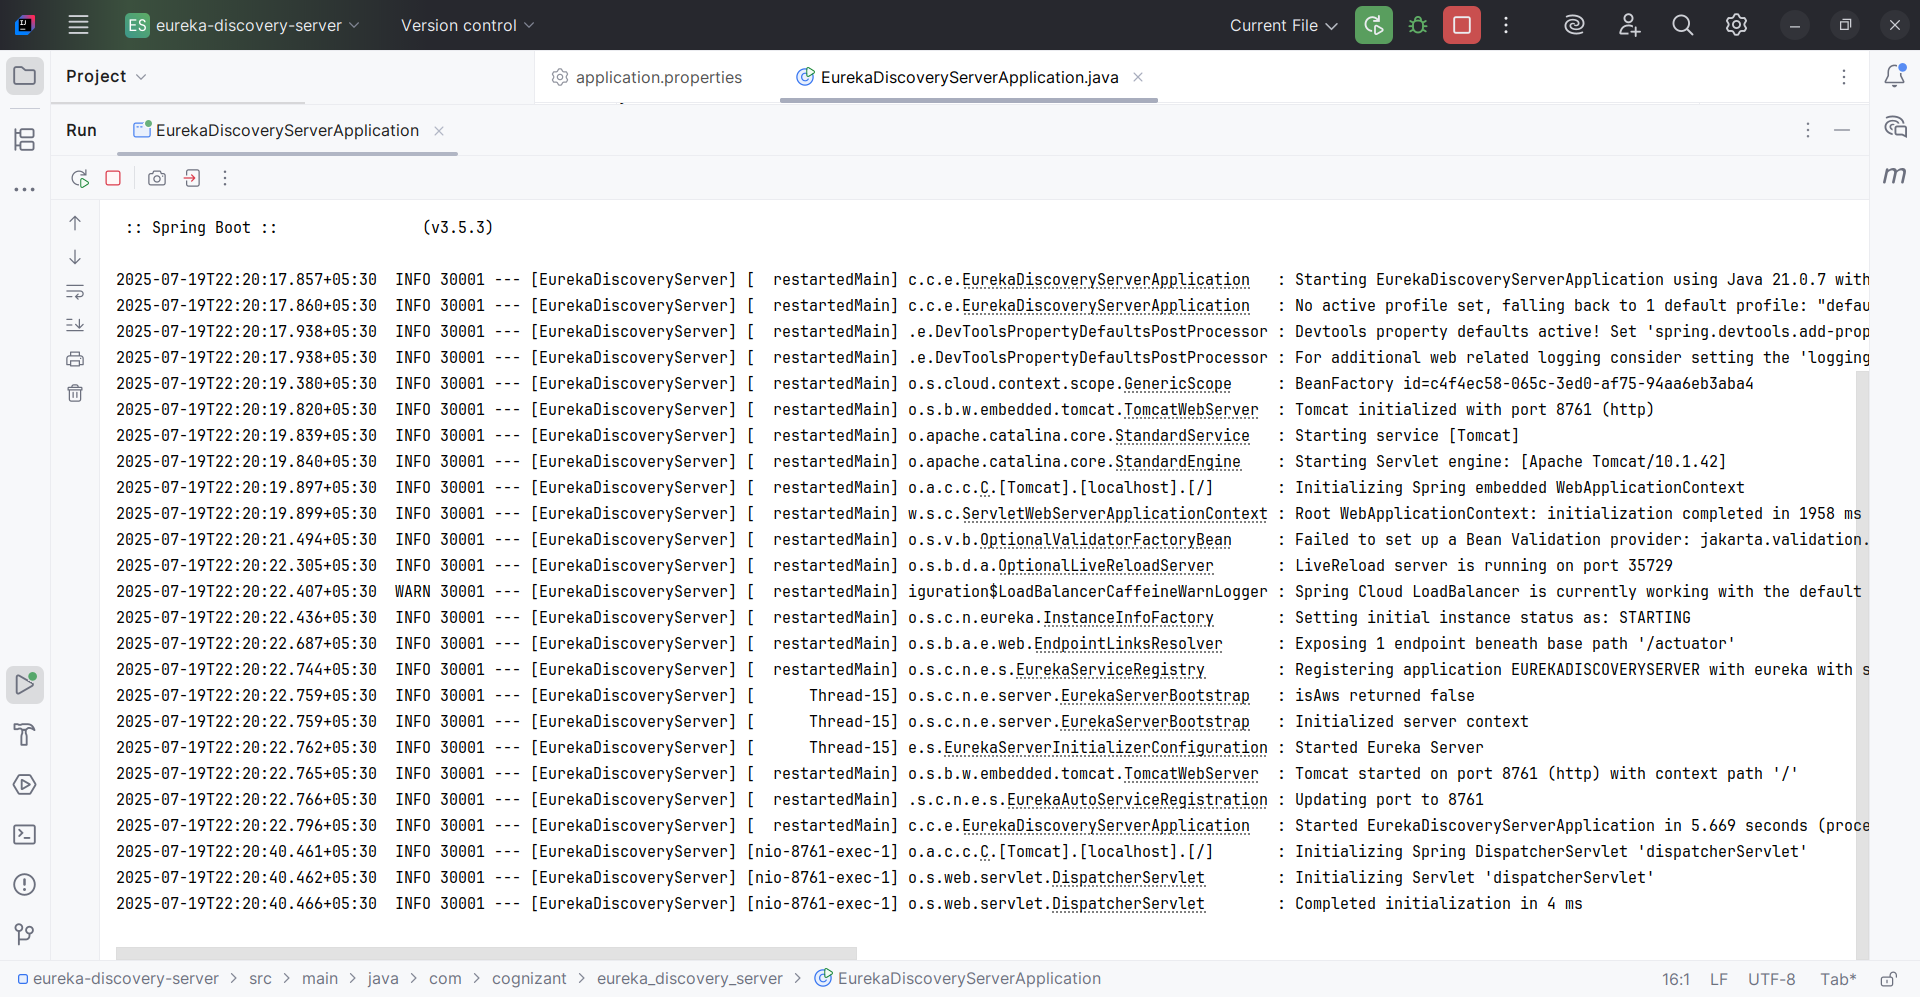 ES eureka-discovery-server Version control Current File
Project application.properties EurekaDiscoveryServerApplication.java
Run EurekaDiscoveryServerApplication
:: Spring Boot :: (v3.5.3)
2025-07-19T22:20:17.857+05:30 INFO 30001 --- [EurekaDiscoveryServer] [ restartedMain] c.c.e.EurekaDiscoveryServerApplication : Starting EurekaDiscoveryServerApplication using Java 21.0.7 with
2025-07-19T22:20:17.860+05:30 INFO 30001 --- [EurekaDiscoveryServer] [ restartedMain] c.c.e.EurekaDiscoveryServerApplication : No active profile set, falling back to 1 default profile: "defau
2025-07-19T22:20:17.938+05:30 INFO 30001 --- [EurekaDiscoveryServer] [ restartedMain] .e.DevToolsPropertyDefaultsPostProcessor : Devtools property defaults active! Set 'spring.devtools.add-prop
2025-07-19T22:20:17.938+05:30 INFO 30001 --- [EurekaDiscoveryServer] [ restartedMain] .e.DevToolsPropertyDefaultsPostProcessor : For additional web related logging consider setting the 'logging
2025-07-19T22:20:19.380+05:30 INFO 30001 --- [EurekaDiscoveryServer] [ restartedMain] o.s.cloud.context.scope.GenericScope : BeanFactory id=c4f4ec58-065c-3ed0-af75-94aa6eb3aba4
2025-07-19T22:20:19.820+05:30 INFO 30001 --- [EurekaDiscoveryServer] [ restartedMain] o.s.b.w.embedded.tomcat.TomcatWebServer : Tomcat initialized with port 8761 (http)
2025-07-19T22:20:19.839+05:30 INFO 30001 --- [EurekaDiscoveryServer] [ restartedMain] o.apache.catalina.core.StandardService : Starting service [Tomcat]
2025-07-19T22:20:19.840+05:30 INFO 30001 --- [EurekaDiscoveryServer] [ restartedMain] o.apache.catalina.core.StandardEngine : Starting Servlet engine: [Apache Tomcat/10.1.42]
2025-07-19T22:20:19.897+05:30 INFO 30001 --- [EurekaDiscoveryServer] [ restartedMain] o.a.c.c.C.[Tomcat].[localhost].[/] : Initializing Spring embedded WebApplicationContext
2025-07-19T22:20:19.899+05:30 INFO 30001 --- [EurekaDiscoveryServer] [ restartedMain] w.s.c.ServletWebServerApplicationContext : Root WebApplicationContext: initialization completed in 1958 ms
2025-07-19T22:20:21.494+05:30 INFO 30001 --- [EurekaDiscoveryServer] [ restartedMain] o.s.v.b.OptionalValidatorFactoryBean : Failed to set up a Bean Validation provider: jakarta.validation.
2025-07-19T22:20:22.305+05:30 INFO 30001 --- [EurekaDiscoveryServer] [ restartedMain] o.s.b.d.a.OptionalLiveReloadServer : LiveReload server is running on port 35729
2025-07-19T22:20:22.407+05:30 WARN 30001 --- [EurekaDiscoveryServer] [ restartedMain] iguration$LoadBalancerCaffeineWarnLogger : Spring Cloud LoadBalancer is currently working with the default
2025-07-19T22:20:22.436+05:30 INFO 30001 --- [EurekaDiscoveryServer] [ restartedMain] o.s.c.n.eureka.InstanceInfoFactory : Setting initial instance status as: STARTING
2025-07-19T22:20:22.687+05:30 INFO 30001 --- [EurekaDiscoveryServer] [ restartedMain] o.s.b.a.e.web.EndpointLinksResolver : Exposing 1 endpoint beneath base path '/actuator'
2025-07-19T22:20:22.744+05:30 INFO 30001 --- [EurekaDiscoveryServer] [ restartedMain] o.s.c.n.e.s.EurekaServiceRegistry : Registering application EUREKADISCOVERYSERVER with eureka with s
2025-07-19T22:20:22.759+05:30 INFO 30001 --- [EurekaDiscoveryServer] [ Thread-15] o.s.c.n.e.server.EurekaServerBootstrap : isAws returned false
2025-07-19T22:20:22.759+05:30 INFO 30001 --- [EurekaDiscoveryServer] [ Thread-15] o.s.c.n.e.server.EurekaServerBootstrap : Initialized server context
2025-07-19T22:20:22.762+05:30 INFO 30001 --- [EurekaDiscoveryServer] [ Thread-15] e.s.EurekaServerInitializerConfiguration : Started Eureka Server
2025-07-19T22:20:22.765+05:30 INFO 30001 --- [EurekaDiscoveryServer] [ restartedMain] o.s.b.w.embedded.tomcat.TomcatWebServer : Tomcat started on port 8761 (http) with context path '/'
2025-07-19T22:20:22.766+05:30 INFO 30001 --- [EurekaDiscoveryServer] [ restartedMain] .s.c.n.e.s.EurekaAutoServiceRegistration : Updating port to 8761
2025-07-19T22:20:22.796+05:30 INFO 30001 --- [EurekaDiscoveryServer] [ restartedMain] c.c.e.EurekaDiscoveryServerApplication : Started EurekaDiscoveryServerApplication in 5.669 seconds (proce
2025-07-19T22:20:40.461+05:30 INFO 30001 --- [EurekaDiscoveryServer] [nio-8761-exec-1] o.a.c.c.C.[Tomcat].[localhost].[/] : Initializing Spring DispatcherServlet 'dispatcherServlet'
2025-07-19T22:20:40.462+05:30 INFO 30001 --- [EurekaDiscoveryServer] [nio-8761-exec-1] o.s.web.servlet.DispatcherServlet : Initializing Servlet 'dispatcherServlet'
2025-07-19T22:20:40.466+05:30 INFO 30001 --- [EurekaDiscoveryServer] [nio-8761-exec-1] o.s.web.servlet.DispatcherServlet : Completed initialization in 4 ms
eureka-discovery-server > src > main > java > com > cognizant > eureka_discovery_server > EurekaDiscoveryServerApplication 16:1 LF UTF-8 Tab*